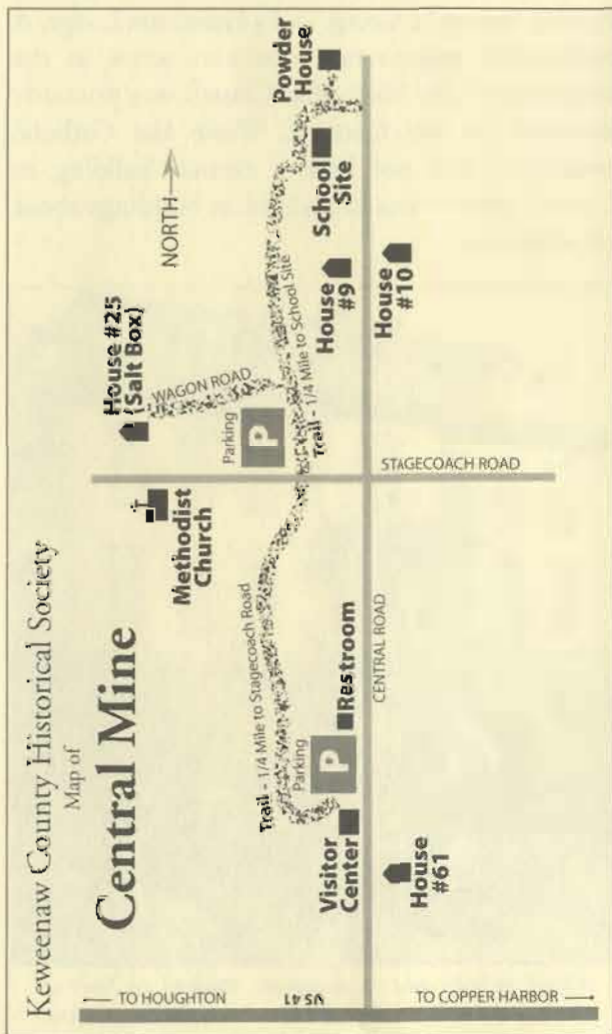 Keweenaw County Historical Society
Map of
Central Mine
NORTH
House #25
(Salt Box)
WAGON ROAD
Methodist
Church
Parking
P
Trail - 1/4 Mile to Stagecoach Road
Trail - 1/4 Mile to School Site
Parking
P
Restroom
Visitor
Center
House
#9
School
Site
Powder
House
CENTRAL ROAD
STAGECOACH ROAD
House
#10
House
#61
TO HOUGHTON
US 41
TO COPPER HARBOR